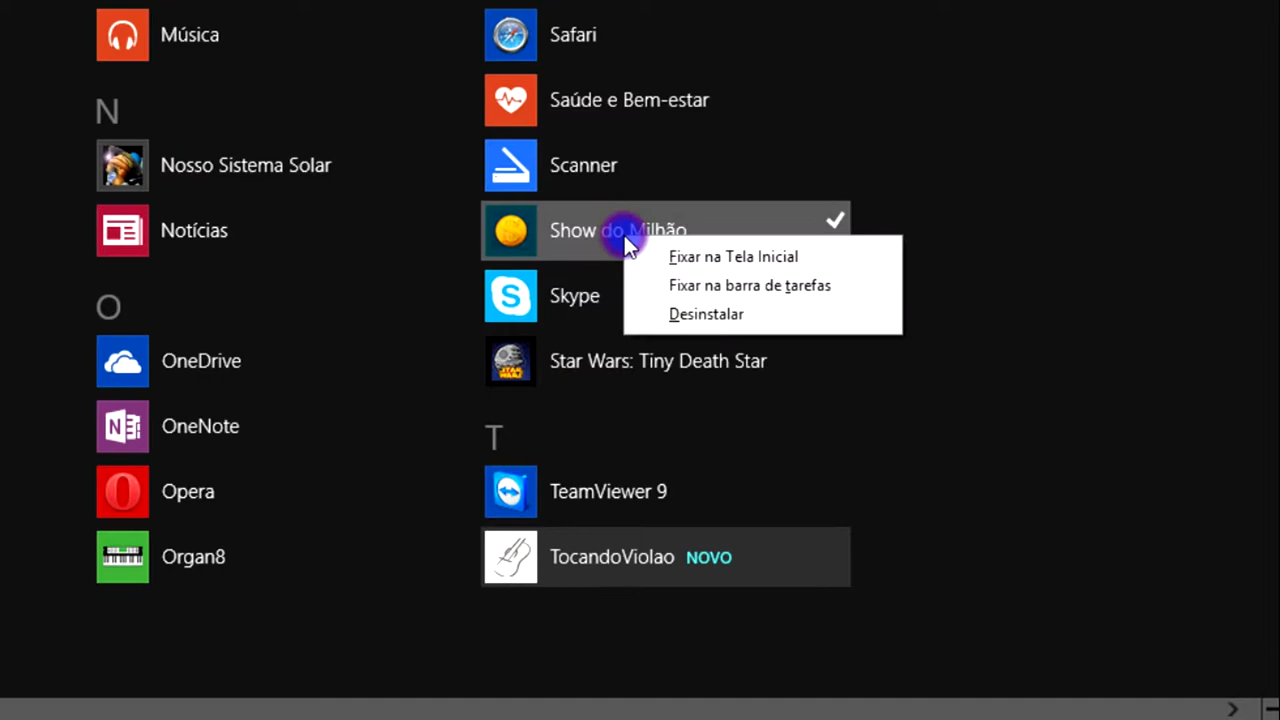 Música
N
Nosso Sistema Solar
Notícias
O
OneDrive
OneNote
Opera
Organ8
Safari
Saúde e Bem-estar
Scanner
Show do Milhão
Fixar na Tela Inicial
Fixar na barra de tarefas
Desinstalar
Skype
Star Wars: Tiny Death Star
T
TeamViewer 9
TocandoViolao NOVO